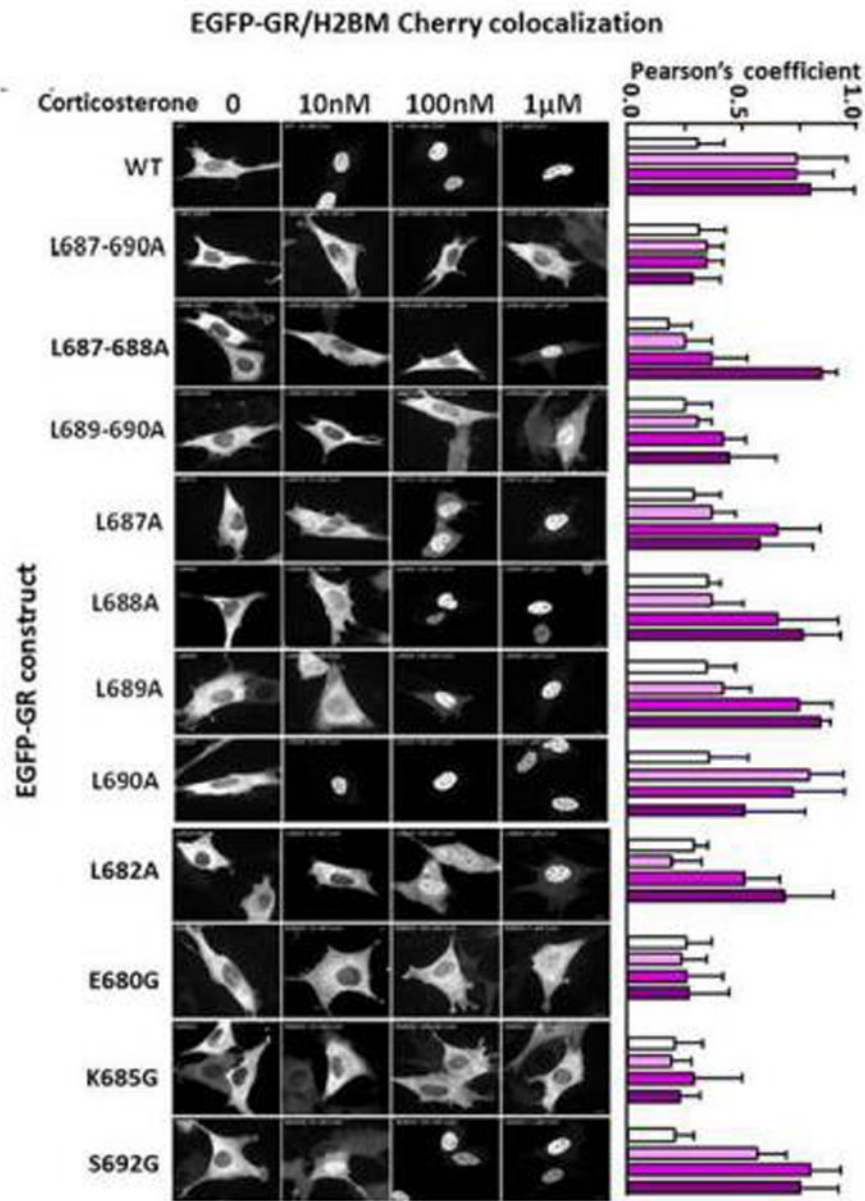 EGFP-GR/H2BM Cherry colocalization
Pearson's coefficient
0.0 0.5 1.0
Corticosterone 0 10nM 100nM 1µM
WT
L687-690A
L687-688A
L689-690A
L687A
L688A
L689A
L690A
L682A
E680G
K685G
S692G
EGFP-GR construct